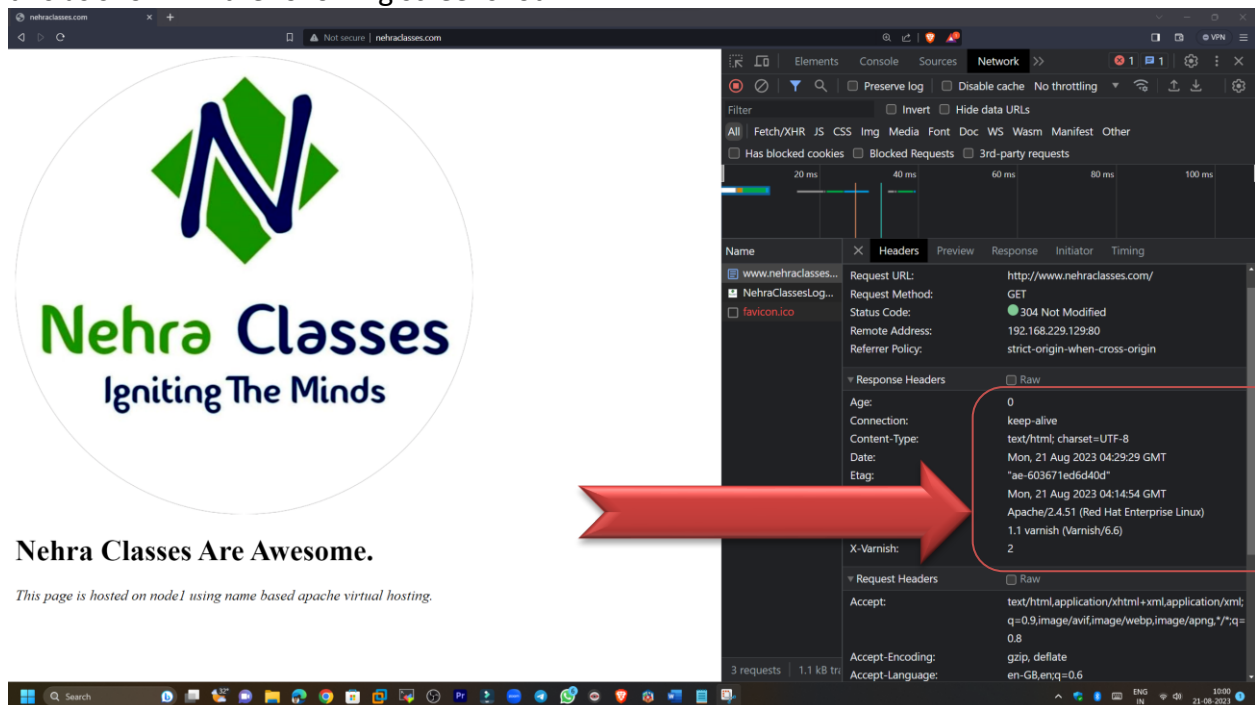 nehraclasses.com
Not secure | nehraclasses.com
VPN
Nehra Classes
Igniting The Minds
Nehra Classes Are Awesome.
This page is hosted on node1 using name based apache virtual hosting.
Elements Console Sources Network 1 1
Preserve log Disable cache No throttling
Filter Invert Hide data URLs
All Fetch/XHR JS CSS Img Media Font Doc WS Wasm Manifest Other
Has blocked cookies Blocked Requests 3rd-party requests
20 ms 40 ms 60 ms 80 ms 100 ms
Name Headers Preview Response Initiator Timing
www.nehraclasses...
NehraClassesLog...
favicon.ico
Request URL: http://www.nehraclasses.com/
Request Method: GET
Status Code: 304 Not Modified
Remote Address: 192.168.229.129:80
Referrer Policy: strict-origin-when-cross-origin
Response Headers Raw
Age: 0
Connection: keep-alive
Content-Type: text/html; charset=UTF-8
Date: Mon, 21 Aug 2023 04:29:29 GMT
Etag: "ae-603671ed6d40d"
Mon, 21 Aug 2023 04:14:54 GMT
Apache/2.4.51 (Red Hat Enterprise Linux)
1.1 varnish (Varnish/6.6)
X-Varnish: 2
Request Headers Raw
Accept: text/html,application/xhtml+xml,application/xml;
q=0.9,image/avif,image/webp,image/apng,*/*;q=
0.8
Accept-Encoding: gzip, deflate
Accept-Language: en-GB,en;q=0.6
3 requests 1.1 kB tra
Search
32°
ENG
IN
10:00
21-08-2023